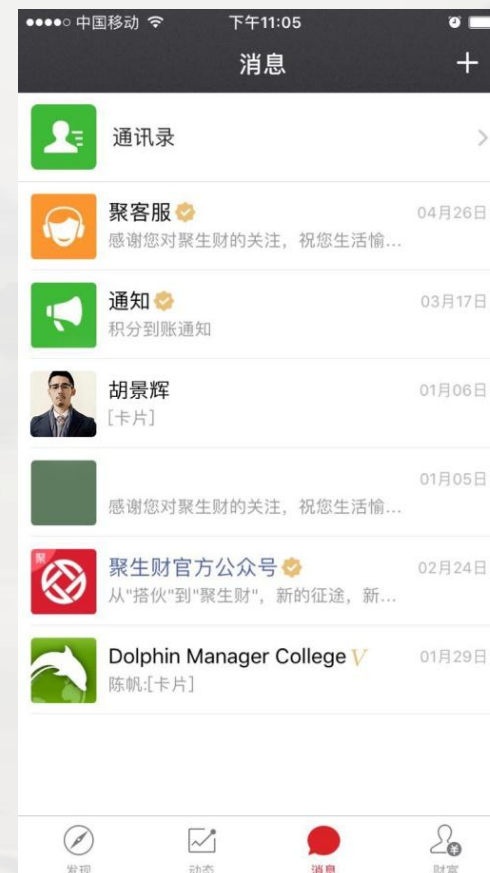 中国移动 下午11:05
消息
通讯录
聚客服 04月26日
感谢您对聚生财的关注，祝您生活愉...
通知 03月17日
积分到账通知
胡景辉 01月06日
[卡片]
01月05日
感谢您对聚生财的关注，祝您生活愉...
聚
聚生财官方公众号 02月24日
从"搭伙"到"聚生财"，新的征途，新...
Dolphin Manager College V 01月29日
陈帆:[卡片]
发现 动态 消息 财富